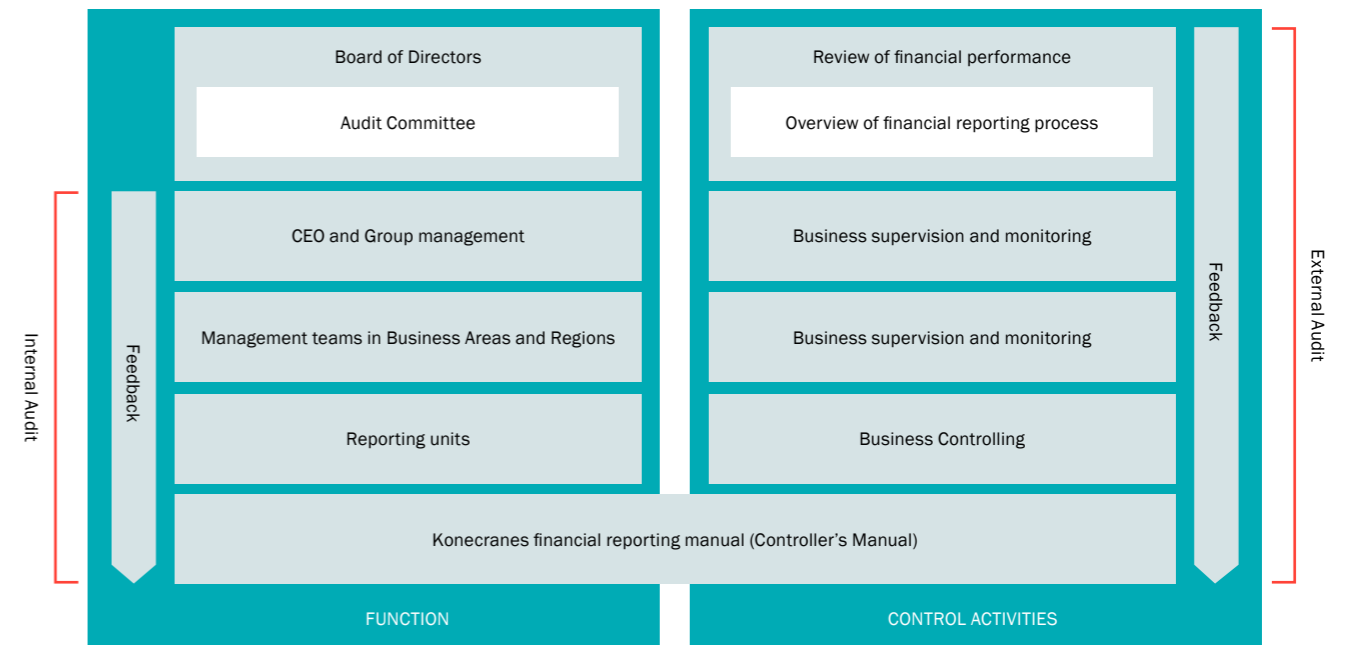 Board of Directors
Audit Committee
CEO and Group management
Management teams in Business Areas and Regions
Reporting units
Review of financial performance
Overview of financial reporting process
Business supervision and monitoring
Business supervision and monitoring
Business Controlling
Konecranes financial reporting manual (Controller’s Manual)
FUNCTION
CONTROL ACTIVITIES
Internal Audit
Feedback
Feedback
External Audit